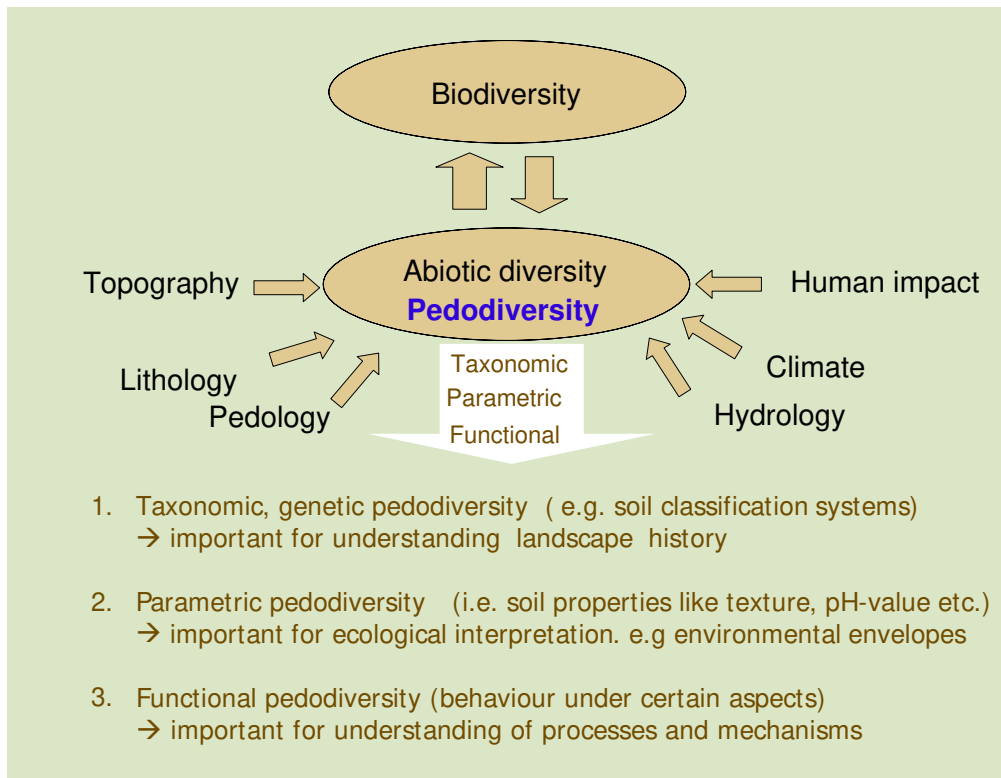 Biodiversity
Abiotic diversity
Pedodiversity
Topography
Human impact
Lithology
Pedology
Climate
Hydrology
Taxonomic
Parametric
Functional
1. Taxonomic, genetic pedodiversity ( e.g. soil classification systems)
→ important for understanding landscape history
2. Parametric pedodiversity (i.e. soil properties like texture, pH-value etc.)
→ important for ecological interpretation. e.g environmental envelopes
3. Functional pedodiversity (behaviour under certain aspects)
→ important for understanding of processes and mechanisms